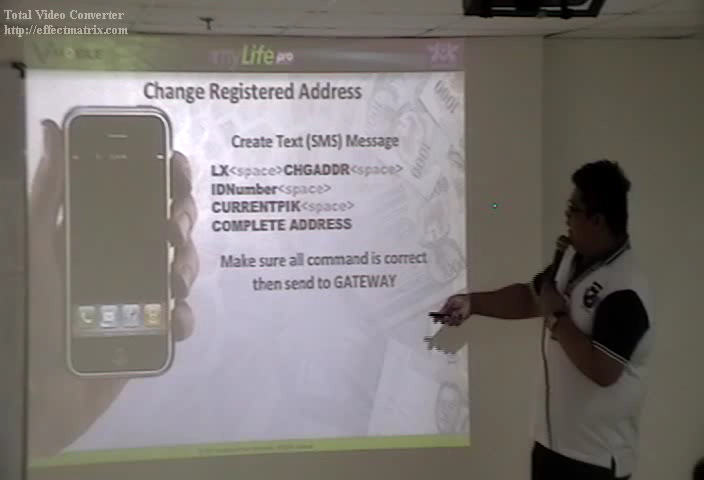 Total Video Converter
http://effectmatrix.com
VMOBILE
myLife pro
Change Registered Address
Create Text (SMS) Message
LX<space>CHGADDR<space>
IDNumber<space>
CURRENTPIK<space>
COMPLETE ADDRESS
Make sure all command is correct
then send to GATEWAY